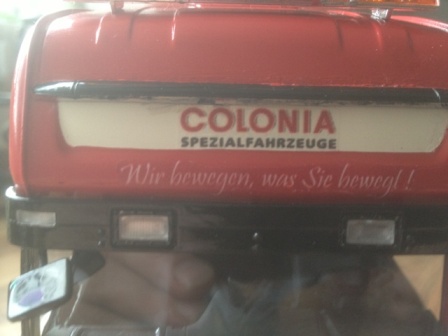 COLONIA
SPEZIALFAHRZEUGE
Wir bewegen, was Sie bewegt !